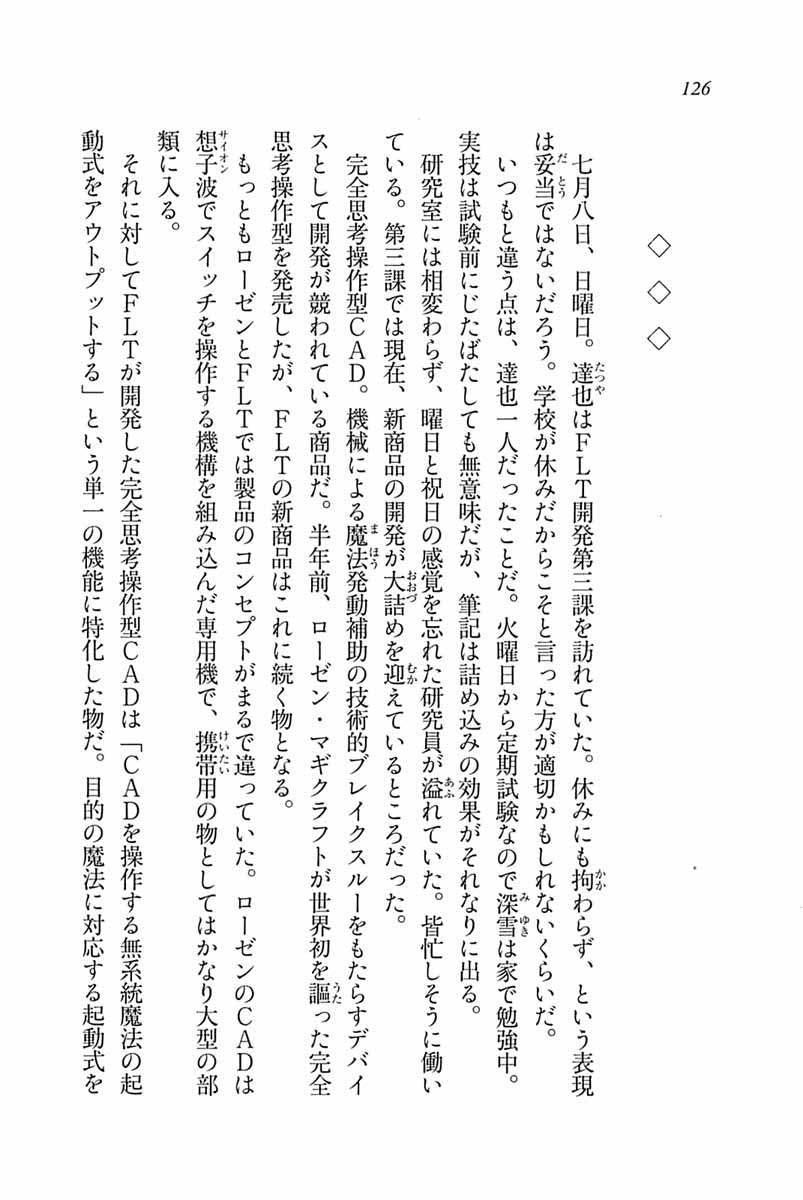 126
◇ ◇ ◇
七月八日、日曜日。達也はFLT開発第三課を訪れていた。休みにも拘わらず、という表現
は妥当ではないだろう。学校が休みだからこそと言った方が適切かもしれないくらいだ。
いつもと違う点は、達也一人だったことだ。火曜日から定期試験なので深雪は家で勉強中。
実技は試験前にじたばたしても無意味だが、筆記は詰め込みの効果がそれなりに出る。
研究室には相変わらず、曜日と祝日の感覚を忘れた研究員が溢れていた。皆忙しそうに働い
ている。第三課では現在、新商品の開発が大詰めを迎えているところだった。
完全思考操作型CAD。機械による魔法発動補助の技術的ブレイクスルーをもたらすデバイ
スとして開発が競われている商品だ。半年前、ローゼン・マギクラフトが世界初を謳った完全
思考操作型を発売したが、FLTの新商品はこれに続く物となる。
もっともローゼンとFLTでは製品のコンセプトがまるで違っていた。ローゼンのCADは
想子波でスイッチを操作する機構を組み込んだ専用機で、携帯用の物としてはかなり大型の部
類に入る。
それに対してFLTが開発した完全思考操作型CADは「CADを操作する無系統魔法の起
動式をアウトプットする」という単一の機能に特化した物だ。目的の魔法に対応する起動式を